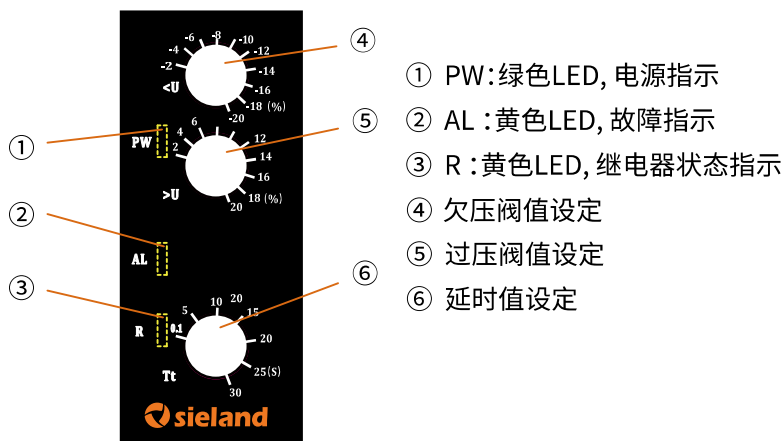 -8
-6
-10
-4
-12
-2
-14
<U
-16
-18 (%)
-20
④
⑤
PW
①
6
4
12
2
14
16
>U
18 (%)
20
②
AL
③
⑥
10
20
5
15
R
0.1
20
25(S)
Tt
30
sieland
① PW:绿色LED, 电源指示
② AL :黄色LED, 故障指示
③ R :黄色LED, 继电器状态指示
④ 欠压阀值设定
⑤ 过压阀值设定
⑥ 延时值设定